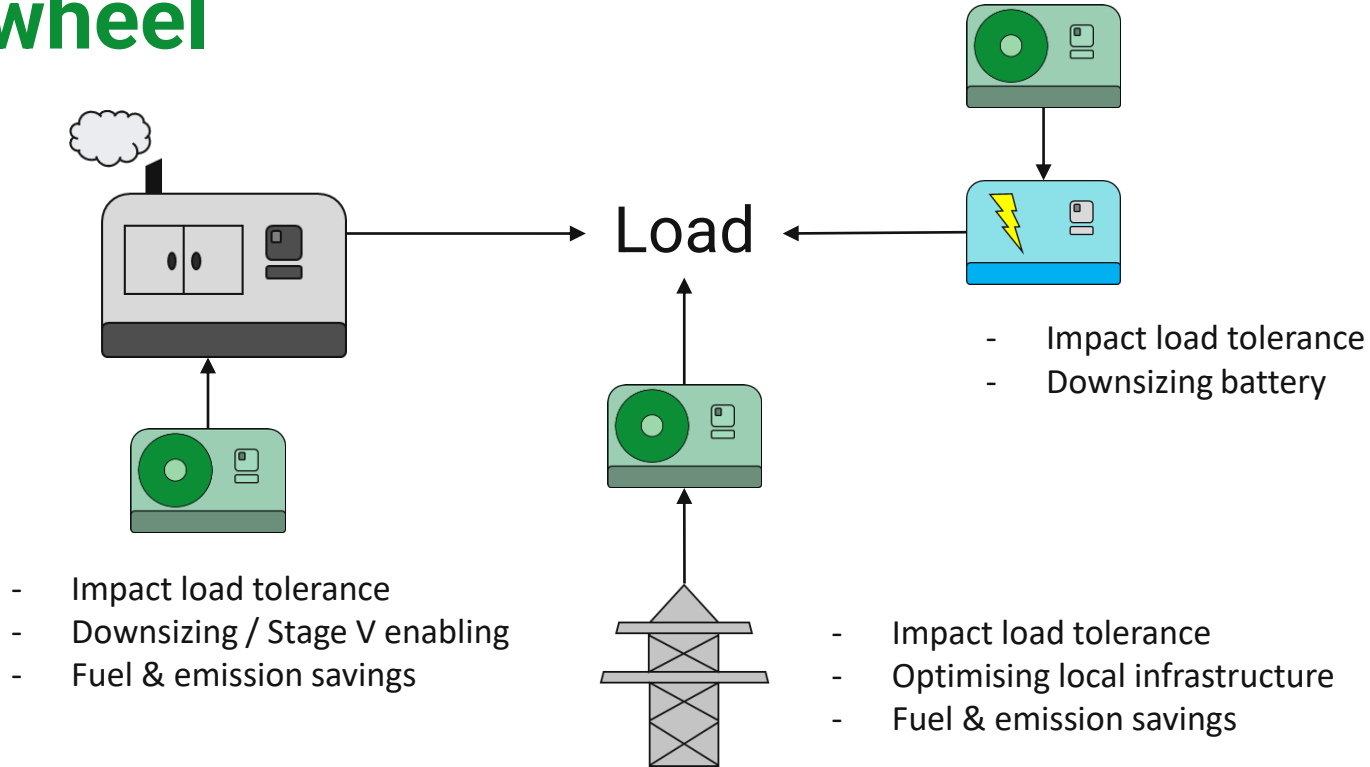 wheel
Load
- Impact load tolerance
- Downsizing battery
- Impact load tolerance
- Downsizing / Stage V enabling
- Fuel & emission savings
- Impact load tolerance
- Optimising local infrastructure
- Fuel & emission savings